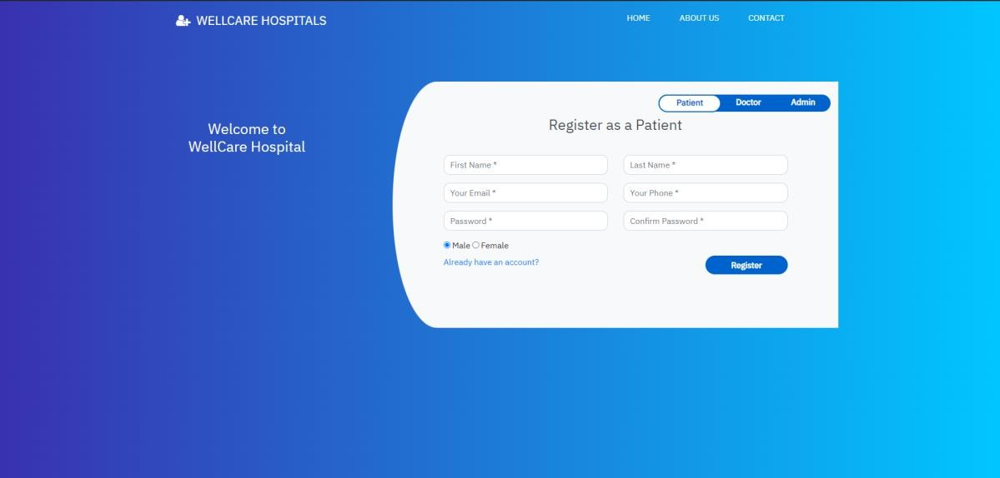 WELLCARE HOSPITALS
HOME ABOUT US CONTACT
Welcome to
WellCare Hospital
Patient Doctor Admin
Register as a Patient
First Name * Last Name *
Your Email * Your Phone *
Password * Confirm Password *
Male Female
Already have an account?
Register